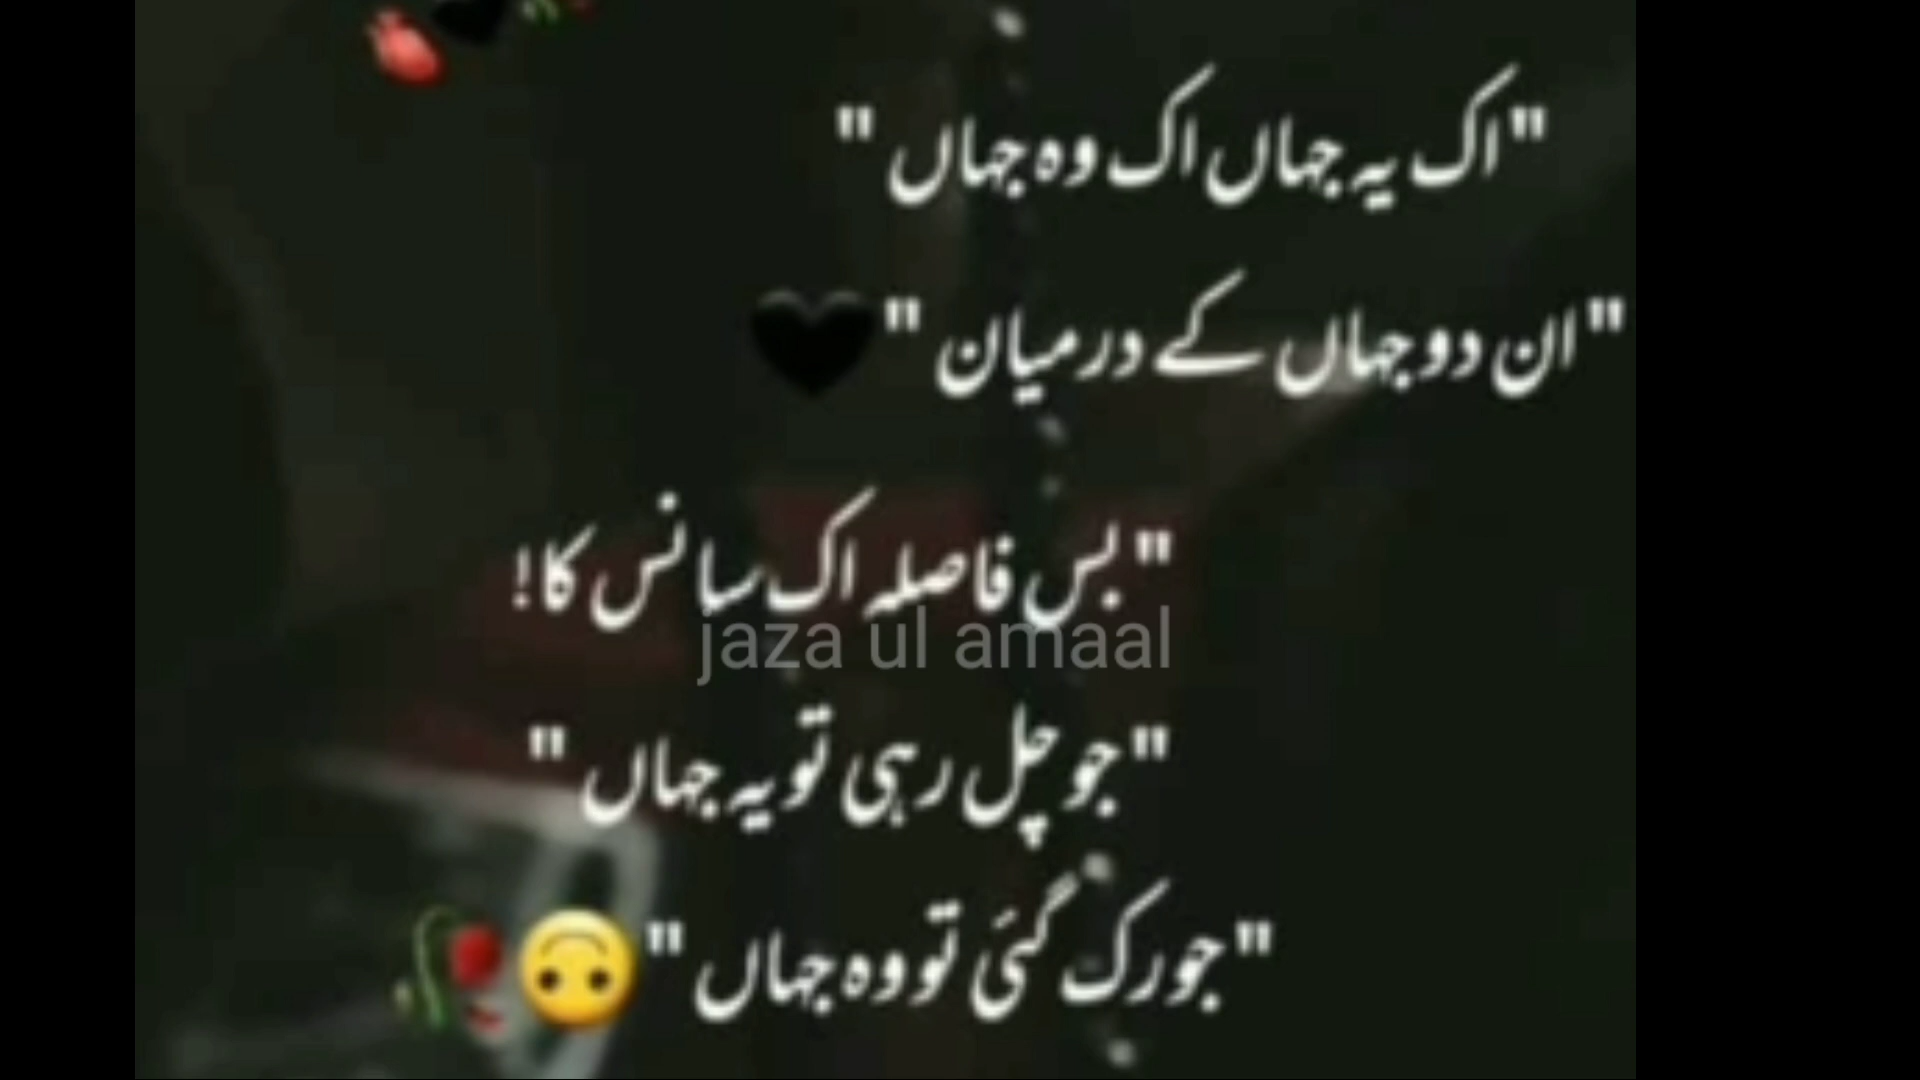 "اک یہ جہاں اک وہ جہاں "
"ان دو جہاں کے درمیان "🖤
"بس فاصلہ اک سانس کا!
jaza ul amaal
"جو چل رہی تو یہ جہاں "
"جو رک گئی تو وہ جہاں "🙃🥀